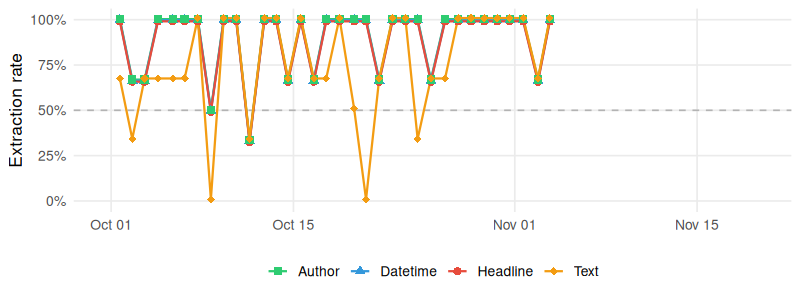 Extraction rate
100%
75%
50%
25%
0%
Oct 01 Oct 15 Nov 01 Nov 15
Author Datetime Headline Text